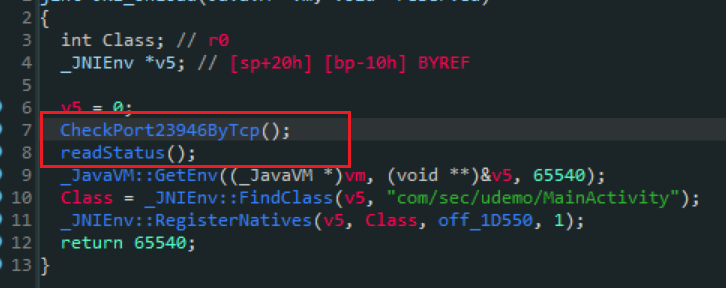 2 {
3 int Class; // r0
4 _JNIEnv *v5; // [sp+20h] [bp-10h] BYREF
5
6 v5 = 0;
7 CheckPort23946ByTcp();
8 readStatus();
9 _JavaVM::GetEnv((_JavaVM *)vm, (void **)&v5, 65540);
10 Class = _JNIEnv::FindClass(v5, "com/sec/udemo/MainActivity");
11 _JNIEnv::RegisterNatives(v5, Class, off_1D550, 1);
12 return 65540;
13 }